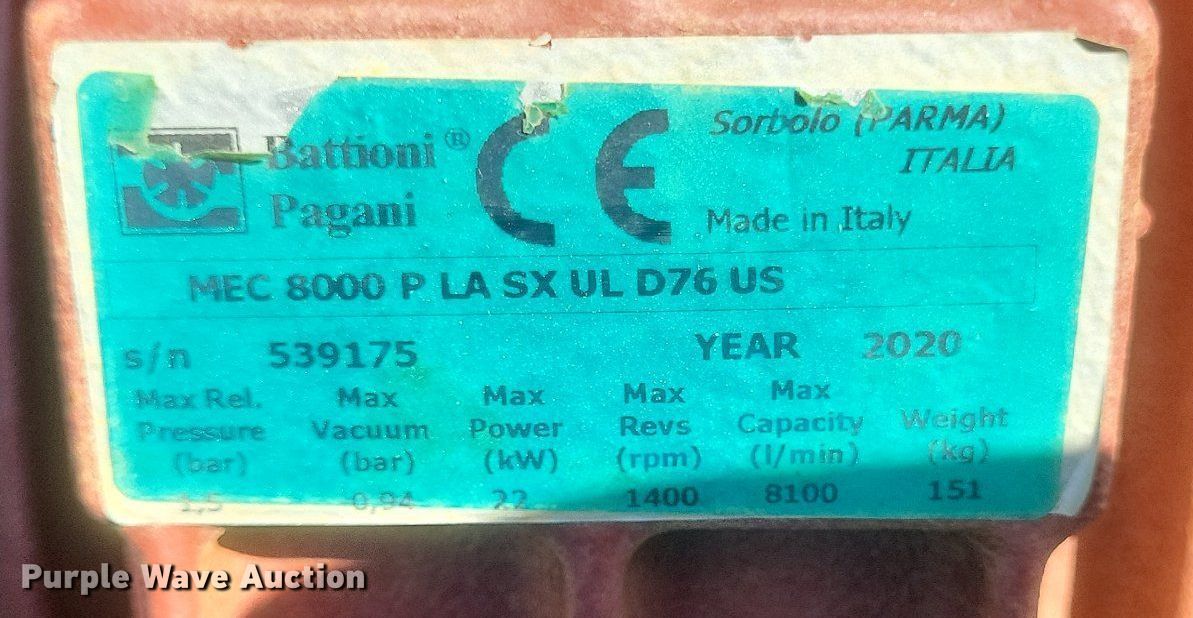 Battioni®
Pagani
CE
Sorbolo (PARMA)
ITALIA
Made in Italy
MEC 8000 P LA SX UL D76 US
s/n 539175 YEAR 2020
Max Rel. Pressure (bar) Max Vacuum (bar) Max Power (kW) Max Revs (rpm) Max Capacity (l/min) Weight (kg)
1,5 0,94 22 1400 8100 151
Purple Wave Auction